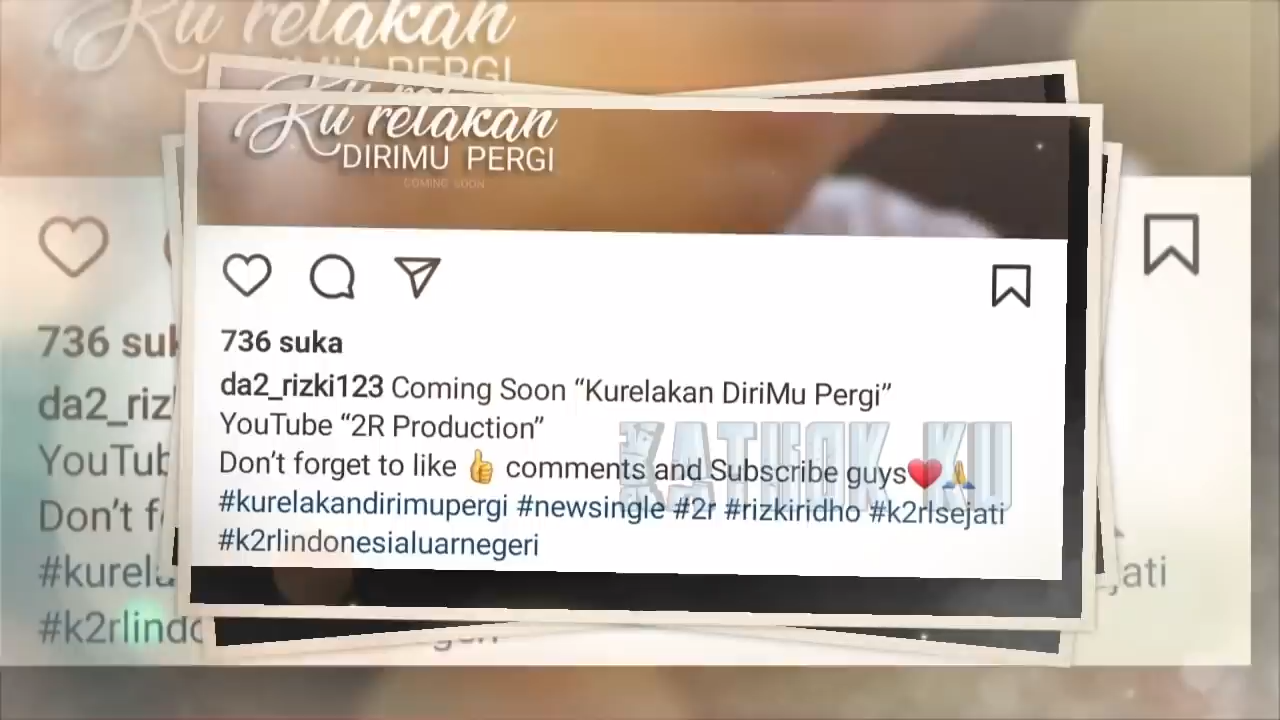 Ku relakan
DIRIMU PERGI
COMING SOON
736 suka
da2_rizki123 Coming Soon “Kurelakan DiriMu Pergi”
YouTube “2R Production”
Don’t forget to like 👍 comments and Subscribe guys❤️🙏
#kurelakandirimupergi #newsingle #2r #rizkiridho #k2rlsejati
#k2rlindonesialuarnegeri
KATHOK KU